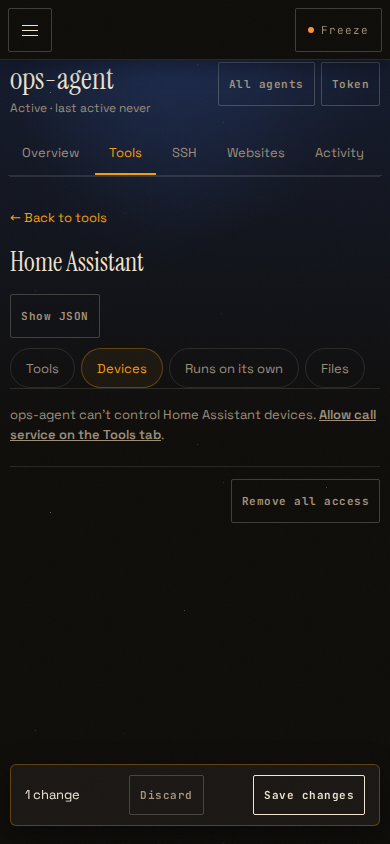 Freeze
ops-agent
All agents
Token
Active · last active never
Overview
Tools
SSH
Websites
Activity
← Back to tools
Home Assistant
Show JSON
Tools
Devices
Runs on its own
Files
ops-agent can't control Home Assistant devices. Allow call
service on the Tools tab.
Remove all access
1 change
Discard
Save changes